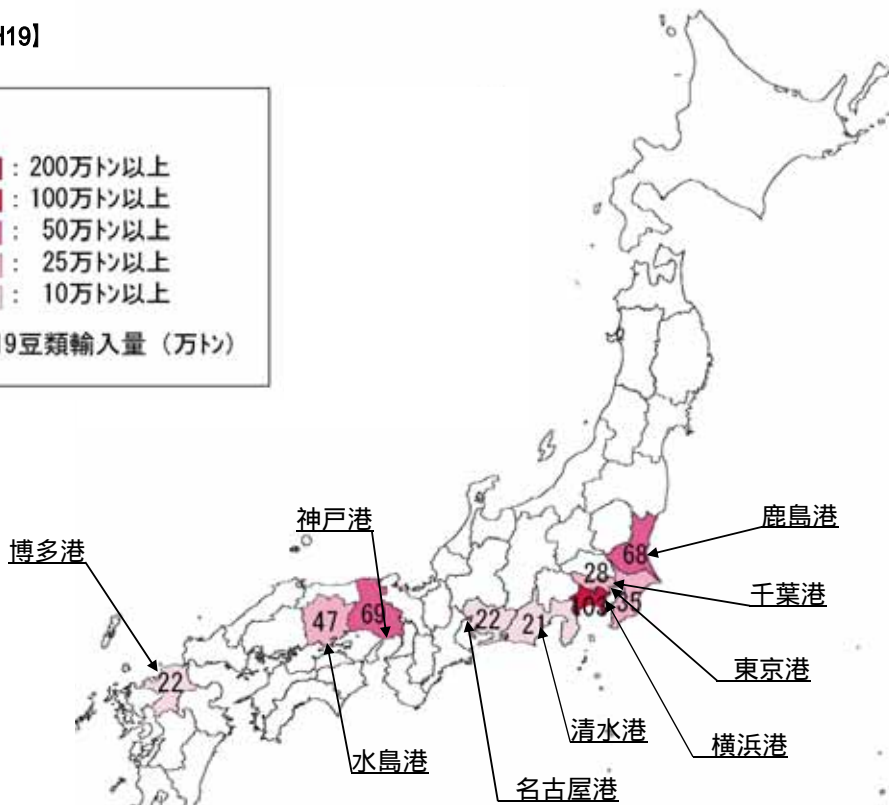 H19】
：200万トン以上
：100万トン以上
：50万トン以上
：25万トン以上
：10万トン以上
19豆類輸入量（万トン）
神戸港
博多港
鹿島港
68
28
千葉港
103
35
69
47
22
21
東京港
22
清水港
横浜港
水島港
名古屋港